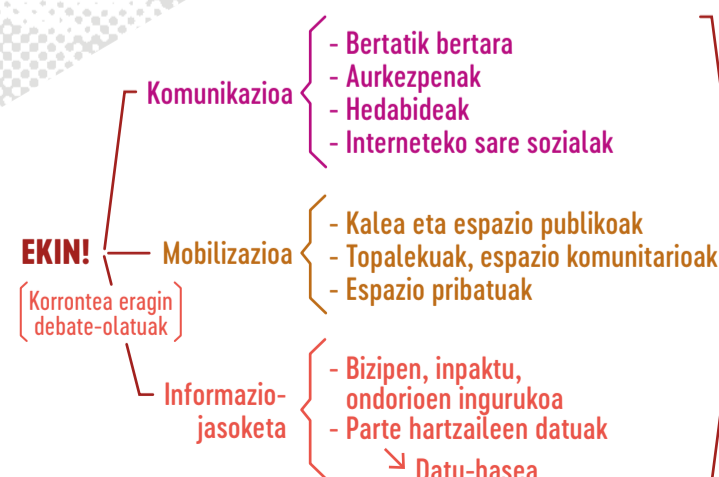 Komunikazioa
- Bertatik bertara
- Aurkezpenak
- Hedabideak
- Interneteko sare sozialak
EKIN!
[Korrontea eragin
debate-olatuak]
Mobilizazioa
- Kalea eta espazio publikoak
- Topalekuak, espazio komunitarioak
- Espazio pribatuak
Informazio-
jasoketa
- Bizipen, inpaktu,
ondorioen ingurukoa
- Parte hartzaileen datuak
Datu-basea